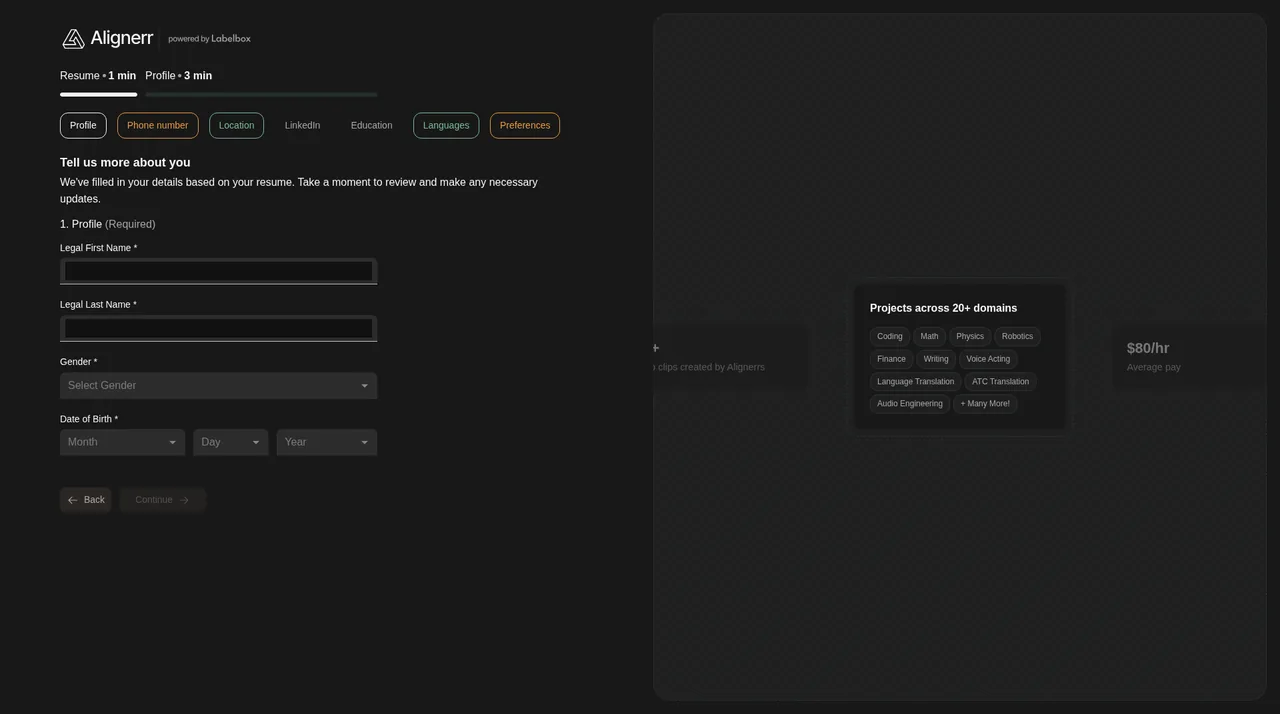 Alignerr powered by Labelbox
Resume • 1 min Profile • 3 min
Profile Phone number Location LinkedIn Education Languages Preferences
Tell us more about you
We've filled in your details based on your resume. Take a moment to review and make any necessary
updates.
1. Profile (Required)
Legal First Name *
Legal Last Name *
Gender *
Select Gender
Date of Birth *
Month Day Year
Back Continue
+
clips created by Alignerrs
Projects across 20+ domains
Coding Math Physics Robotics
Finance Writing Voice Acting
Language Translation ATC Translation
Audio Engineering + Many More!
$80/hr
Average pay